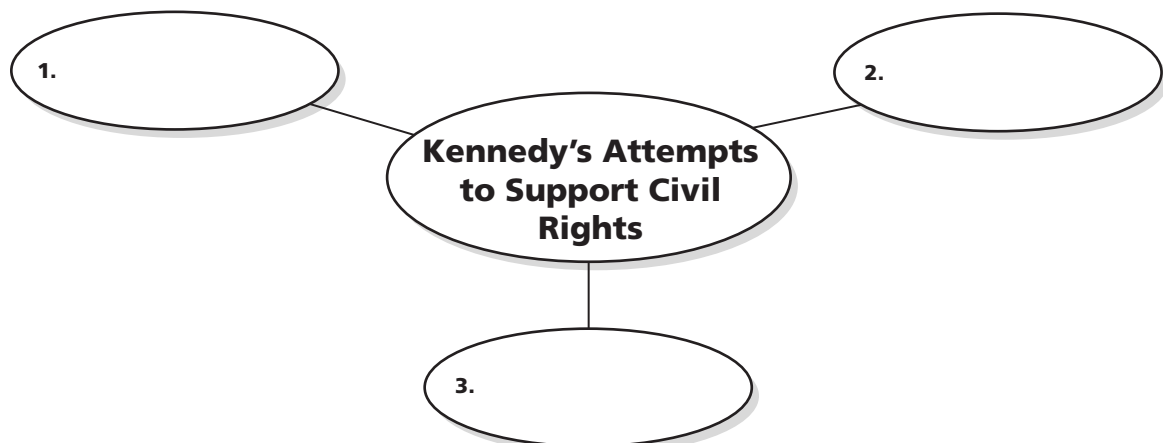 1.
2.
Kennedy’s Attempts
to Support Civil
Rights
3.